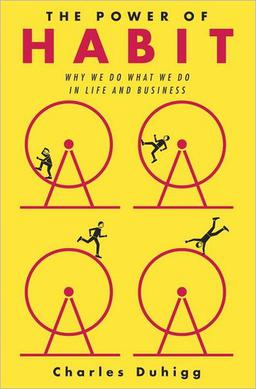 THE POWER OF
HABIT
WHY WE DO WHAT WE DO
IN LIFE AND BUSINESS
Charles Duhigg